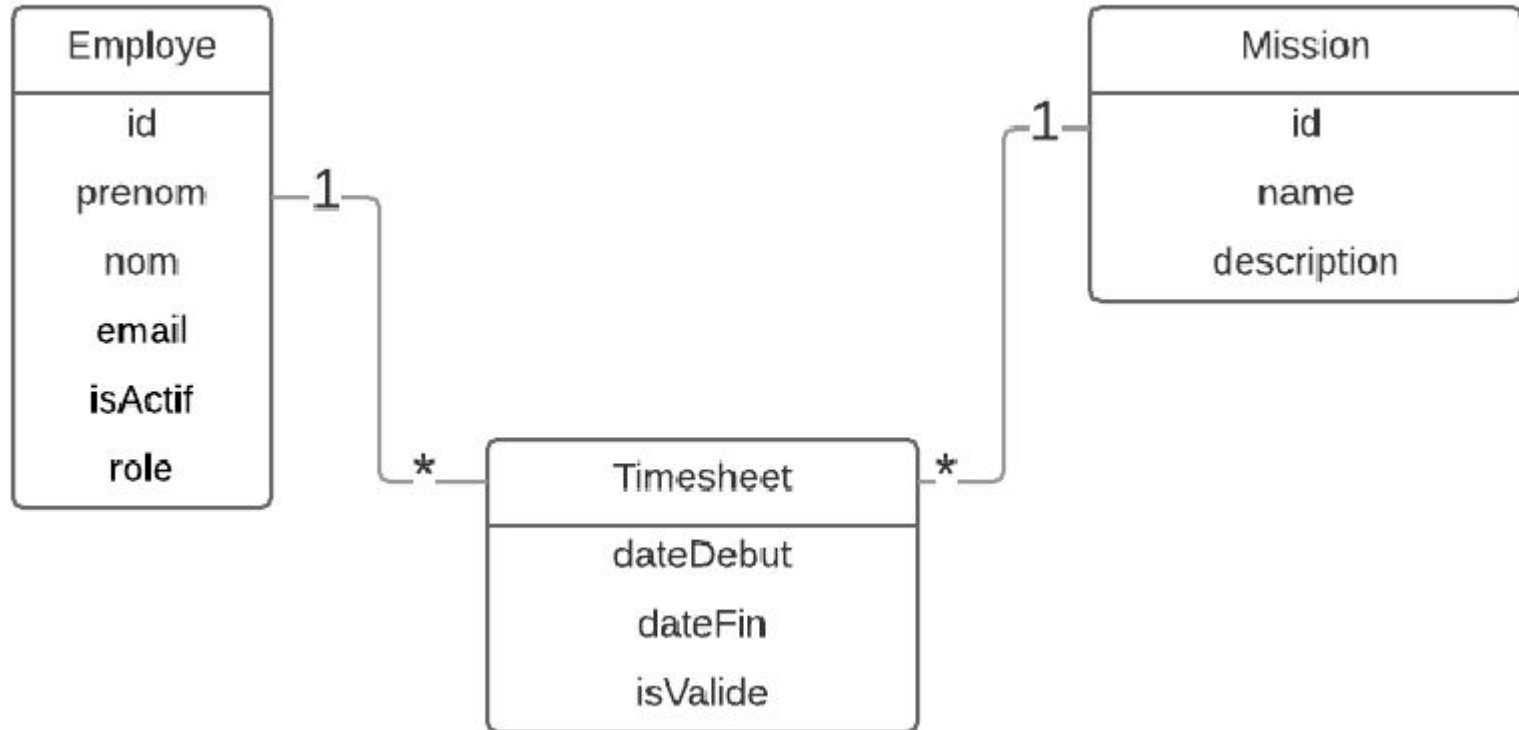 Employe
id
prenom
nom
email
isActif
role
1
*
Timesheet
dateDebut
dateFin
isValide
*
1
Mission
id
name
description